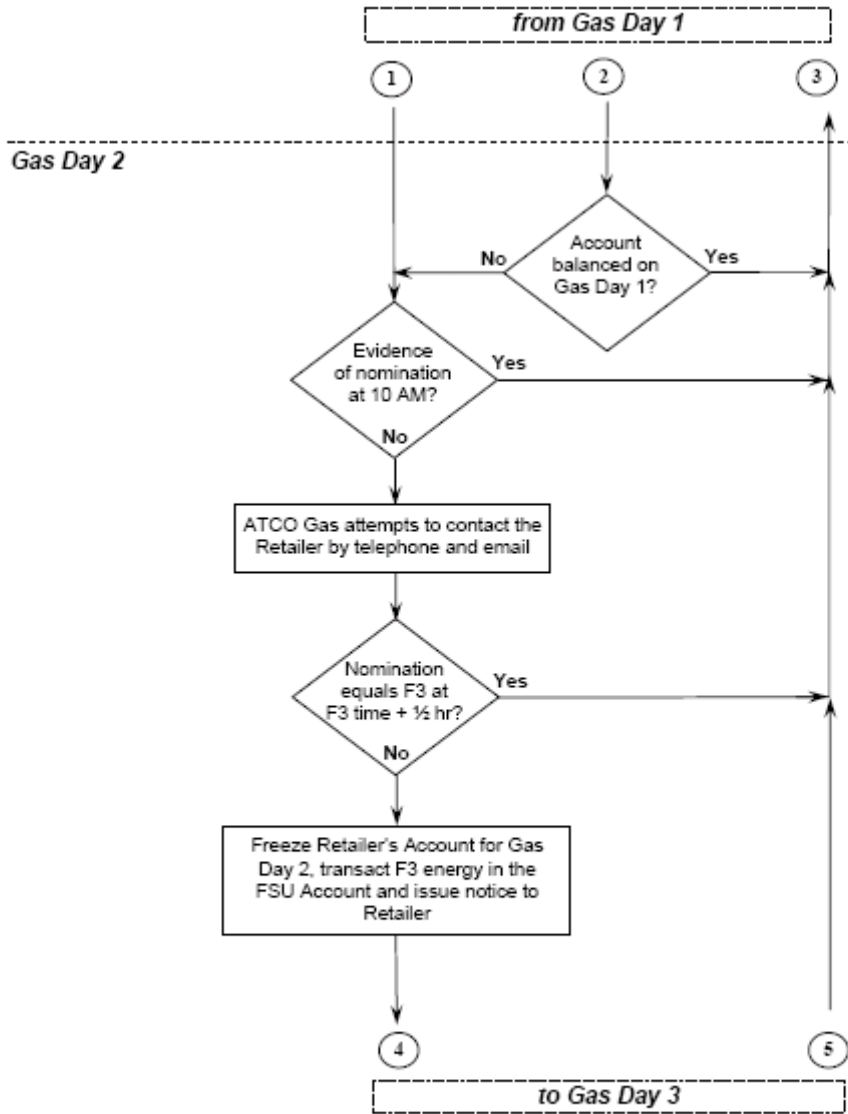 from Gas Day 1
1
2
3
Gas Day 2
Account
balanced on
Gas Day 1?
No
Yes
Evidence
of nomination
at 10 AM?
Yes
No
ATCO Gas attempts to contact the
Retailer by telephone and email
Nomination
equals F3 at
F3 time + ½ hr?
Yes
No
Freeze Retailer's Account for Gas
Day 2, transact F3 energy in the
FSU Account and issue notice to
Retailer
4
5
to Gas Day 3